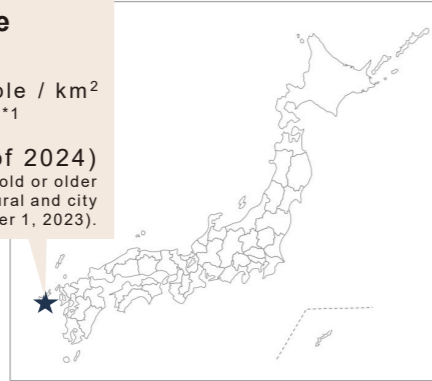 e
ple / km²
*1
of 2024)
old or older
ural and city
er 1, 2023).